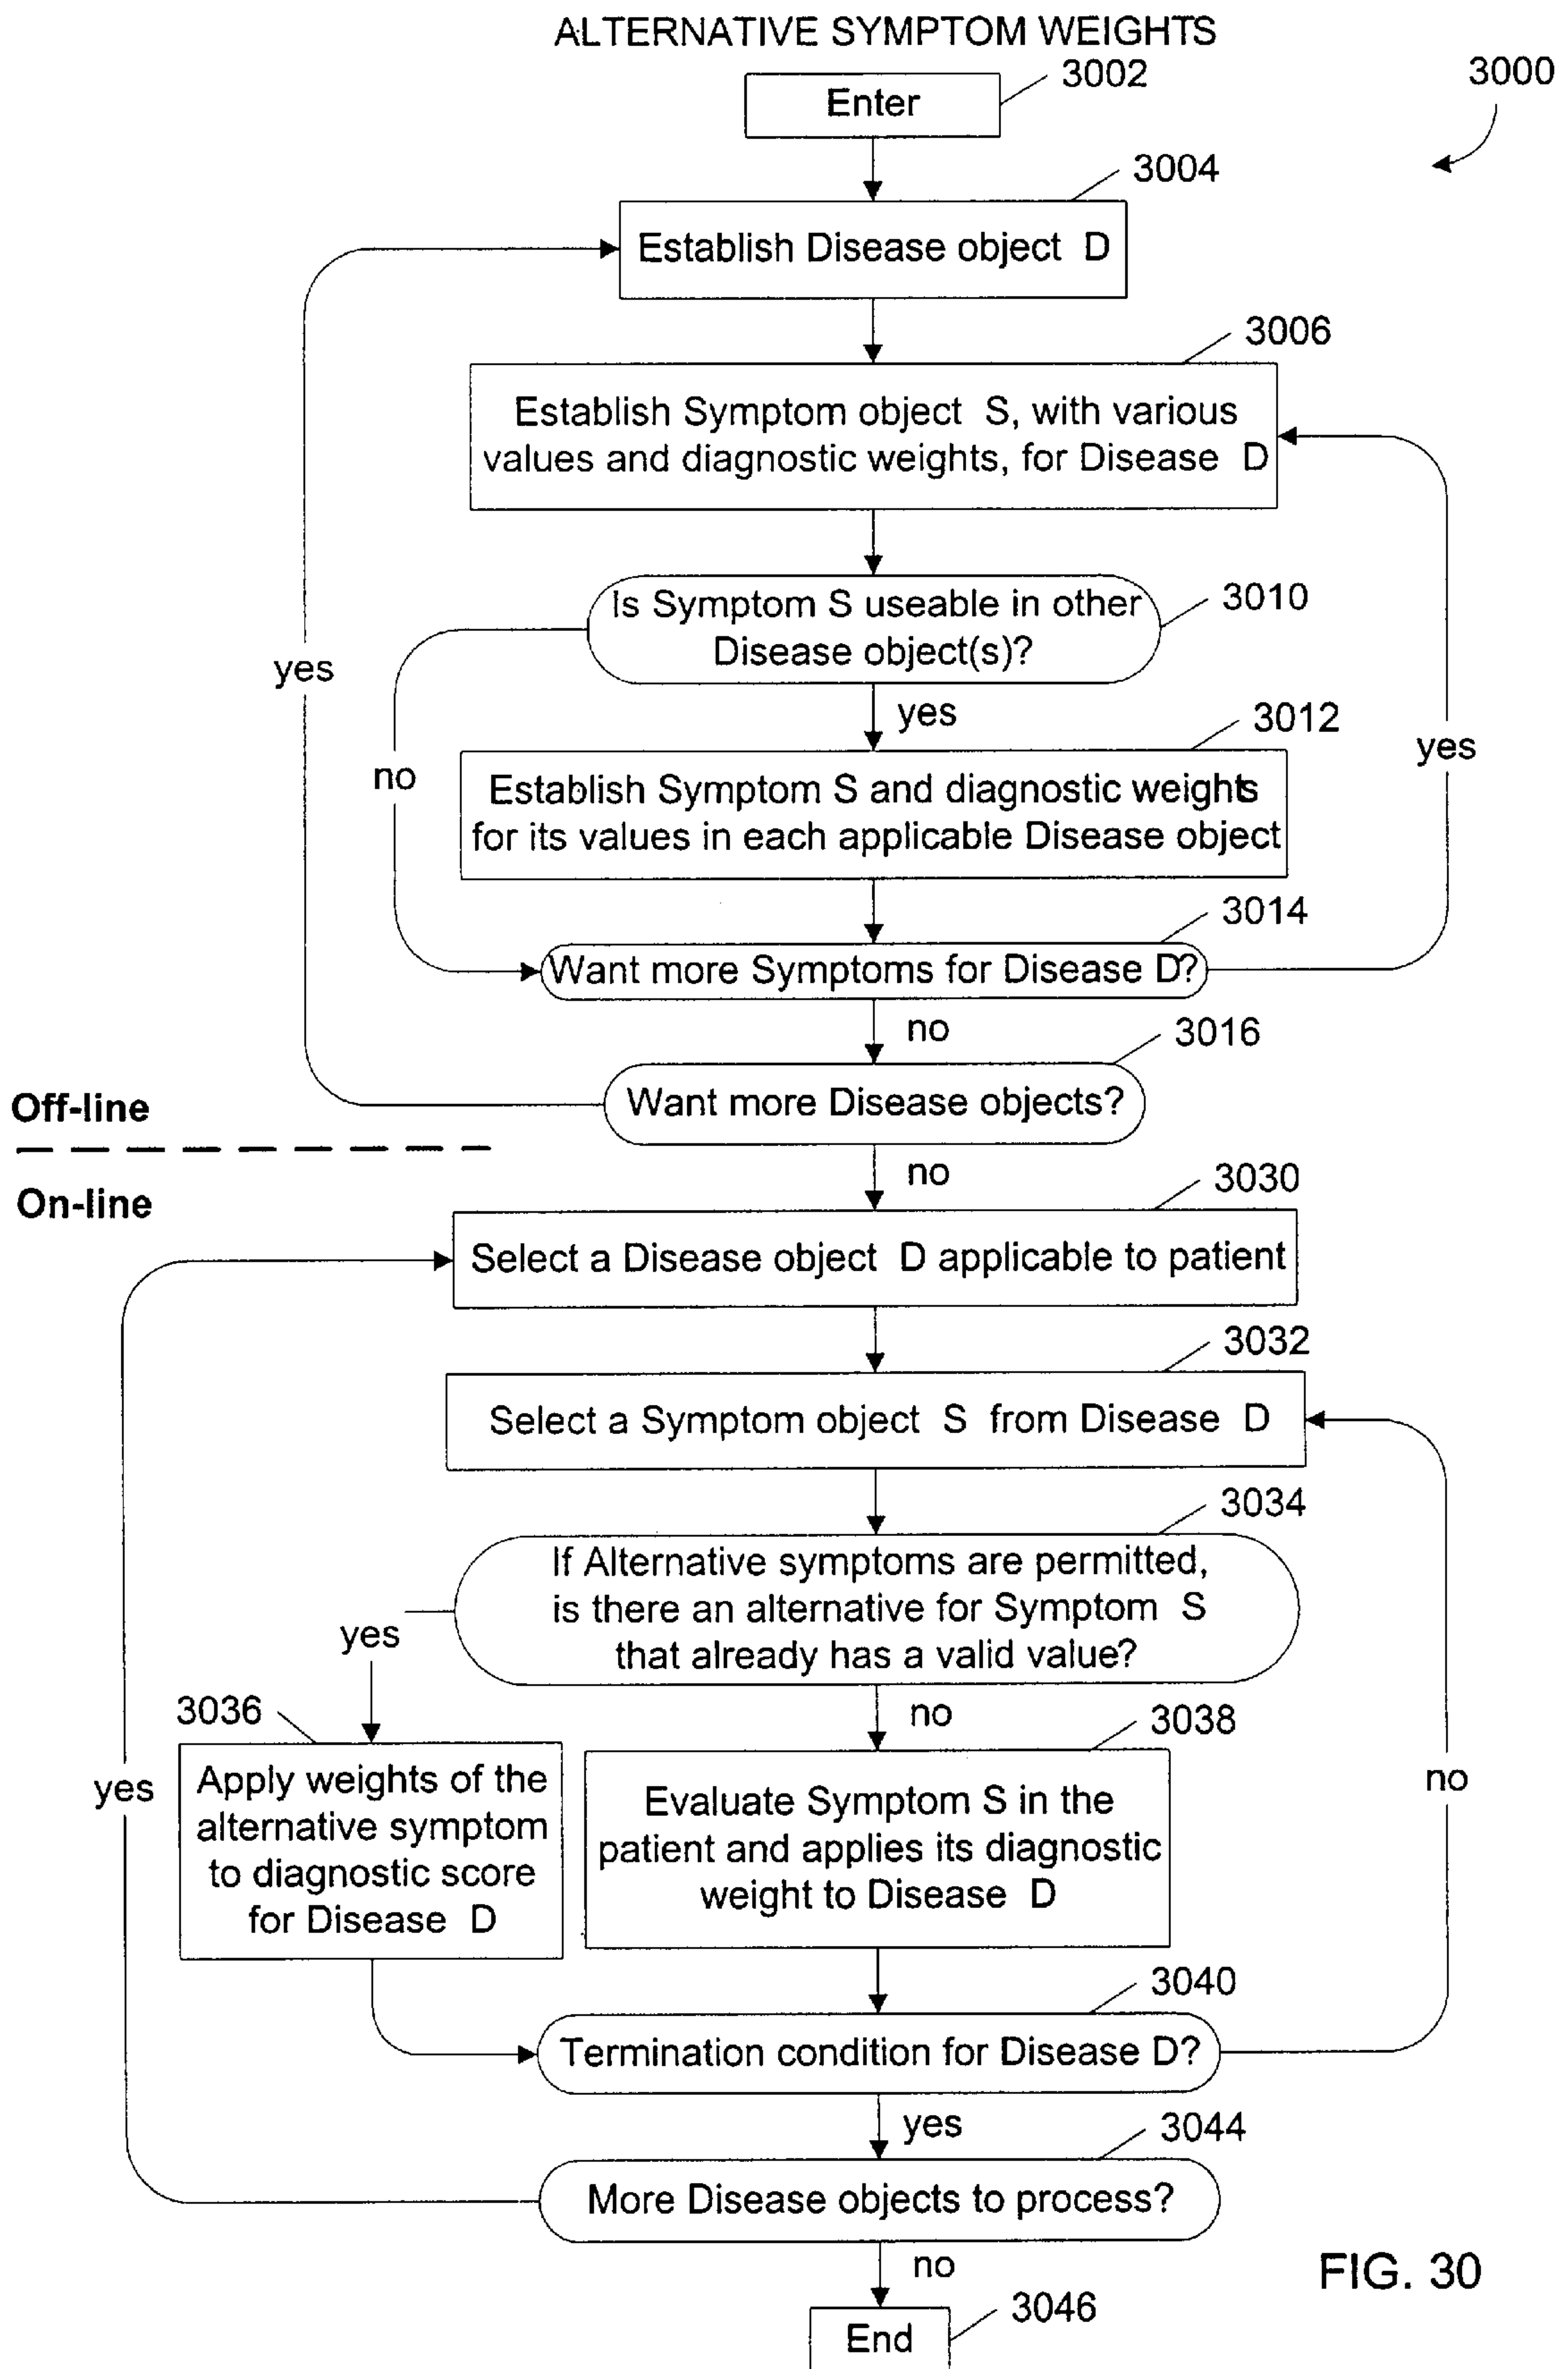 ALTERNATIVE SYMPTOM WEIGHTS
3002
3000
Enter
3004
Establish Disease object D
3006
Establish Symptom object S, with various
values and diagnostic weights, for Disease D
Is Symptom S useable in other
Disease object(s)?
3010
yes
yes
3012
yes
no
Establish Symptom S and diagnostic weights
for its values in each applicable Disease object
3014
Want more Symptoms for Disease D?
no
3016
Want more Disease objects?
Off-line
On-line
no
3030
Select a Disease object D applicable to patient
3032
Select a Symptom object S from Disease D
3034
If Alternative symptoms are permitted,
is there an alternative for Symptom S
that already has a valid value?
yes
no
3036
3038
yes
Apply weights of the
alternative symptom
to diagnostic score
for Disease D
Evaluate Symptom S in the
patient and applies its diagnostic
weight to Disease D
no
3040
Termination condition for Disease D?
yes
3044
More Disease objects to process?
no
FIG. 30
3046
End